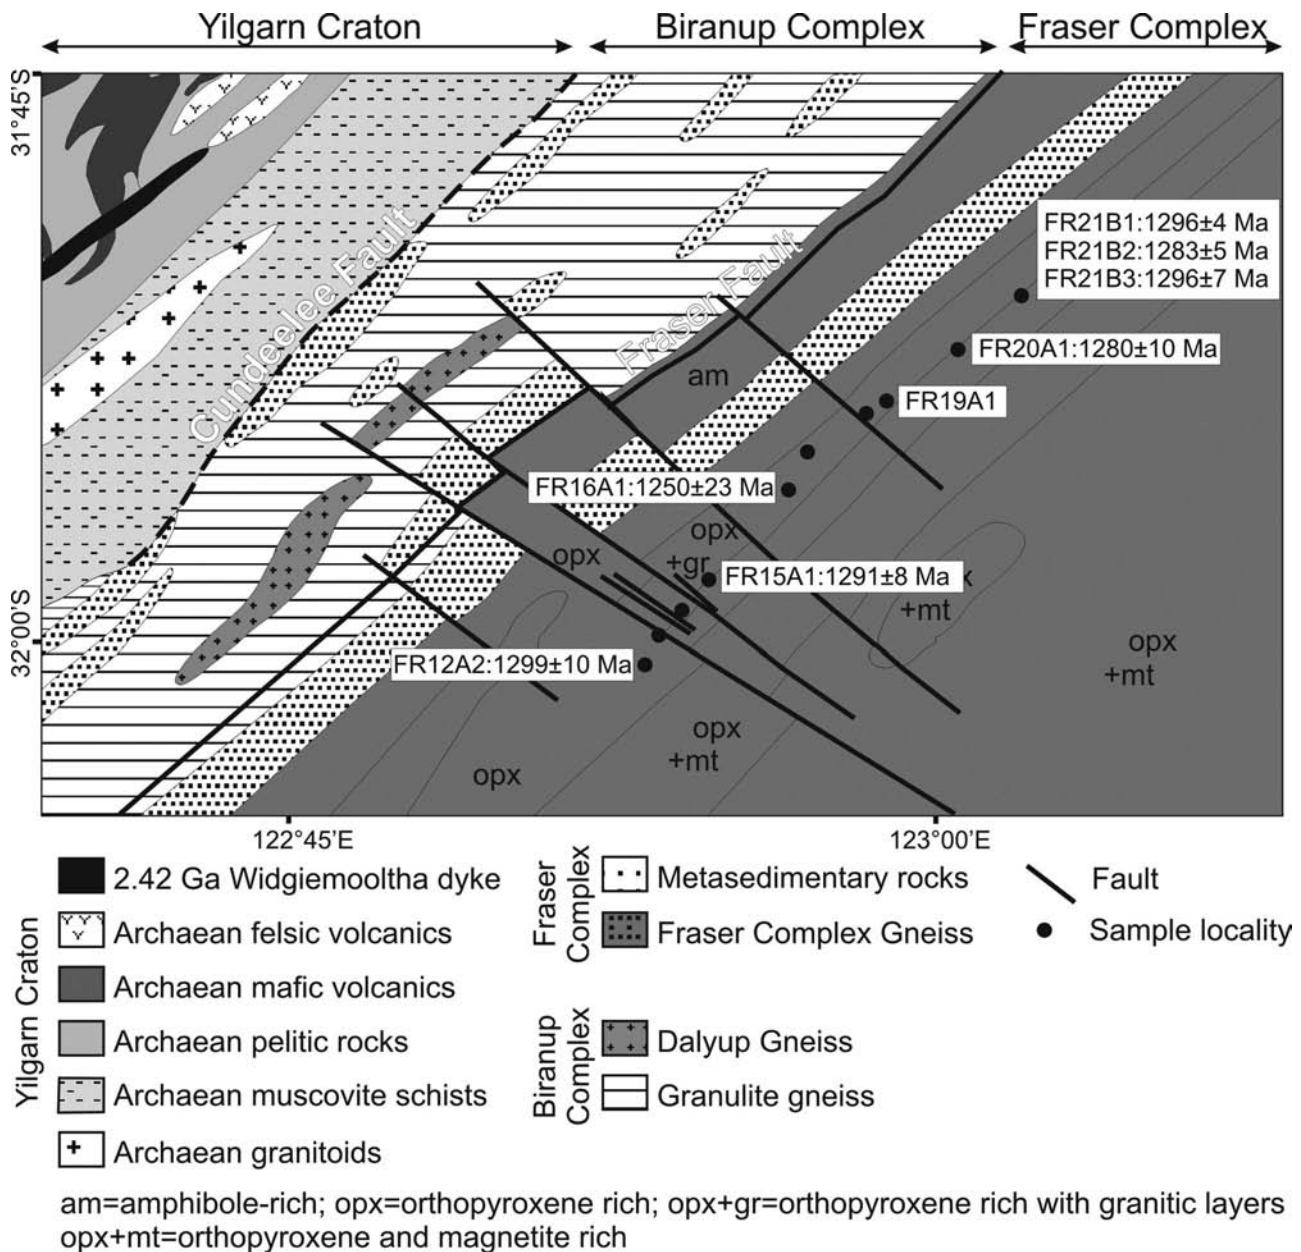 Yilgarn Craton
Biranup Complex
Fraser Complex
31°45'S
32°00'S
Cundeelee Fault
Fraser Fault
FR21B1:1296±4 Ma
FR21B2:1283±5 Ma
FR21B3:1296±7 Ma
FR20A1:1280±10 Ma
FR19A1
am
FR16A1:1250±23 Ma
opx
+gr
opx
FR15A1:1291±8 Ma
x
+mt
FR12A2:1299±10 Ma
opx
+mt
opx
+mt
opx
122°45'E
123°00'E
Yilgarn Craton
2.42 Ga Widgiemooltha dyke
Archaean felsic volcanics
Archaean mafic volcanics
Archaean pelitic rocks
Archaean muscovite schists
Archaean granitoids
Fraser
Complex
Metasedimentary rocks
Fraser Complex Gneiss
Biranup
Complex
Dalyup Gneiss
Granulite gneiss
Fault
Sample locality
am=amphibole-rich; opx=orthopyroxene rich; opx+gr=orthopyroxene rich with granitic layers
opx+mt=orthopyroxene and magnetite rich